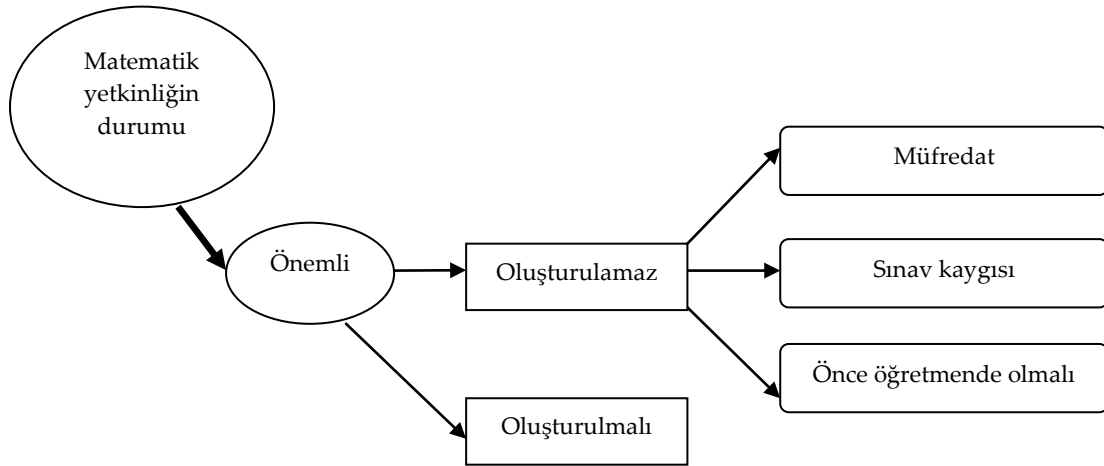 Matematik
yetkinliğin
durumu
Önemli
Oluşturulamaz
Oluşturulmalı
Müfredat
Sınav kaygısı
Önce öğretmende olmalı